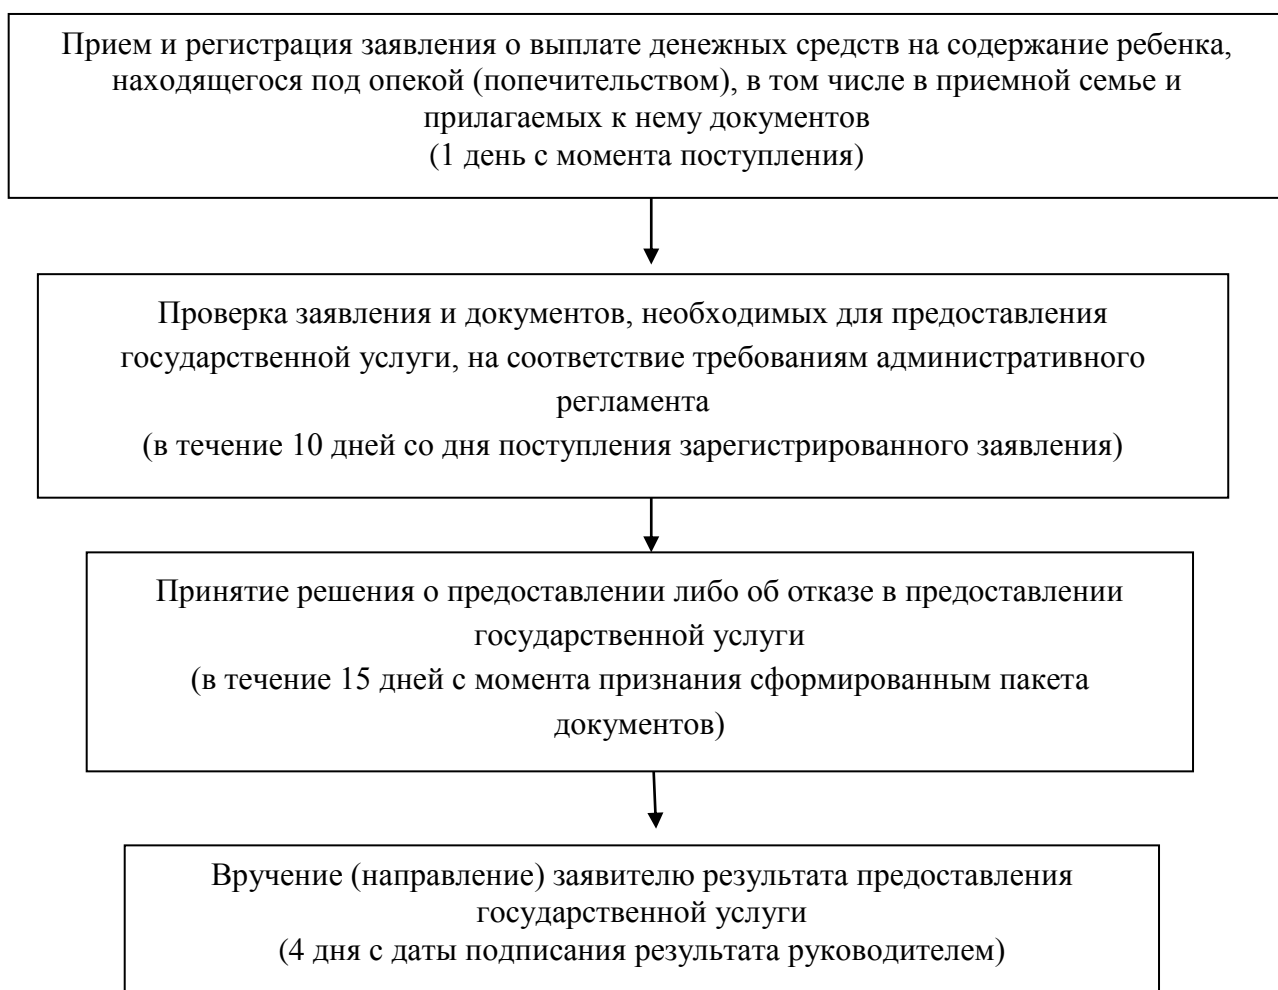 Прием и регистрация заявления о выплате денежных средств на содержание ребенка,
находящегося под опекой (попечительством), в том числе в приемной семье и
прилагаемых к нему документов
(1 день с момента поступления)
Проверка заявления и документов, необходимых для предоставления
государственной услуги, на соответствие требованиям административного
регламента
(в течение 10 дней со дня поступления зарегистрированного заявления)
Принятие решения о предоставлении либо об отказе в предоставлении
государственной услуги
(в течение 15 дней с момента признания сформированным пакета
документов)
Вручение (направление) заявителю результата предоставления
государственной услуги
(4 дня с даты подписания результата руководителем)